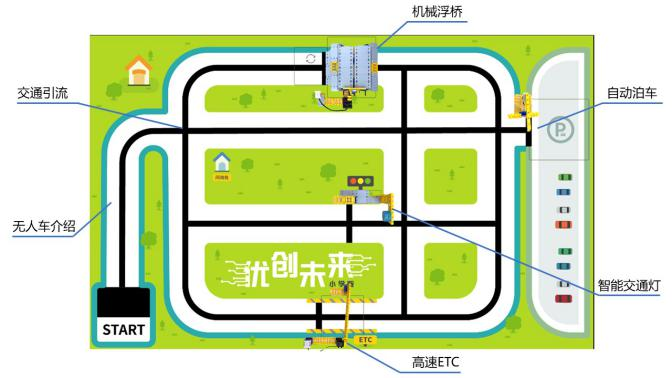 机械浮桥
交通引流
自动泊车
P
无人车介绍
优创未来
小学组
智能交通灯
START
ETC
高速ETC